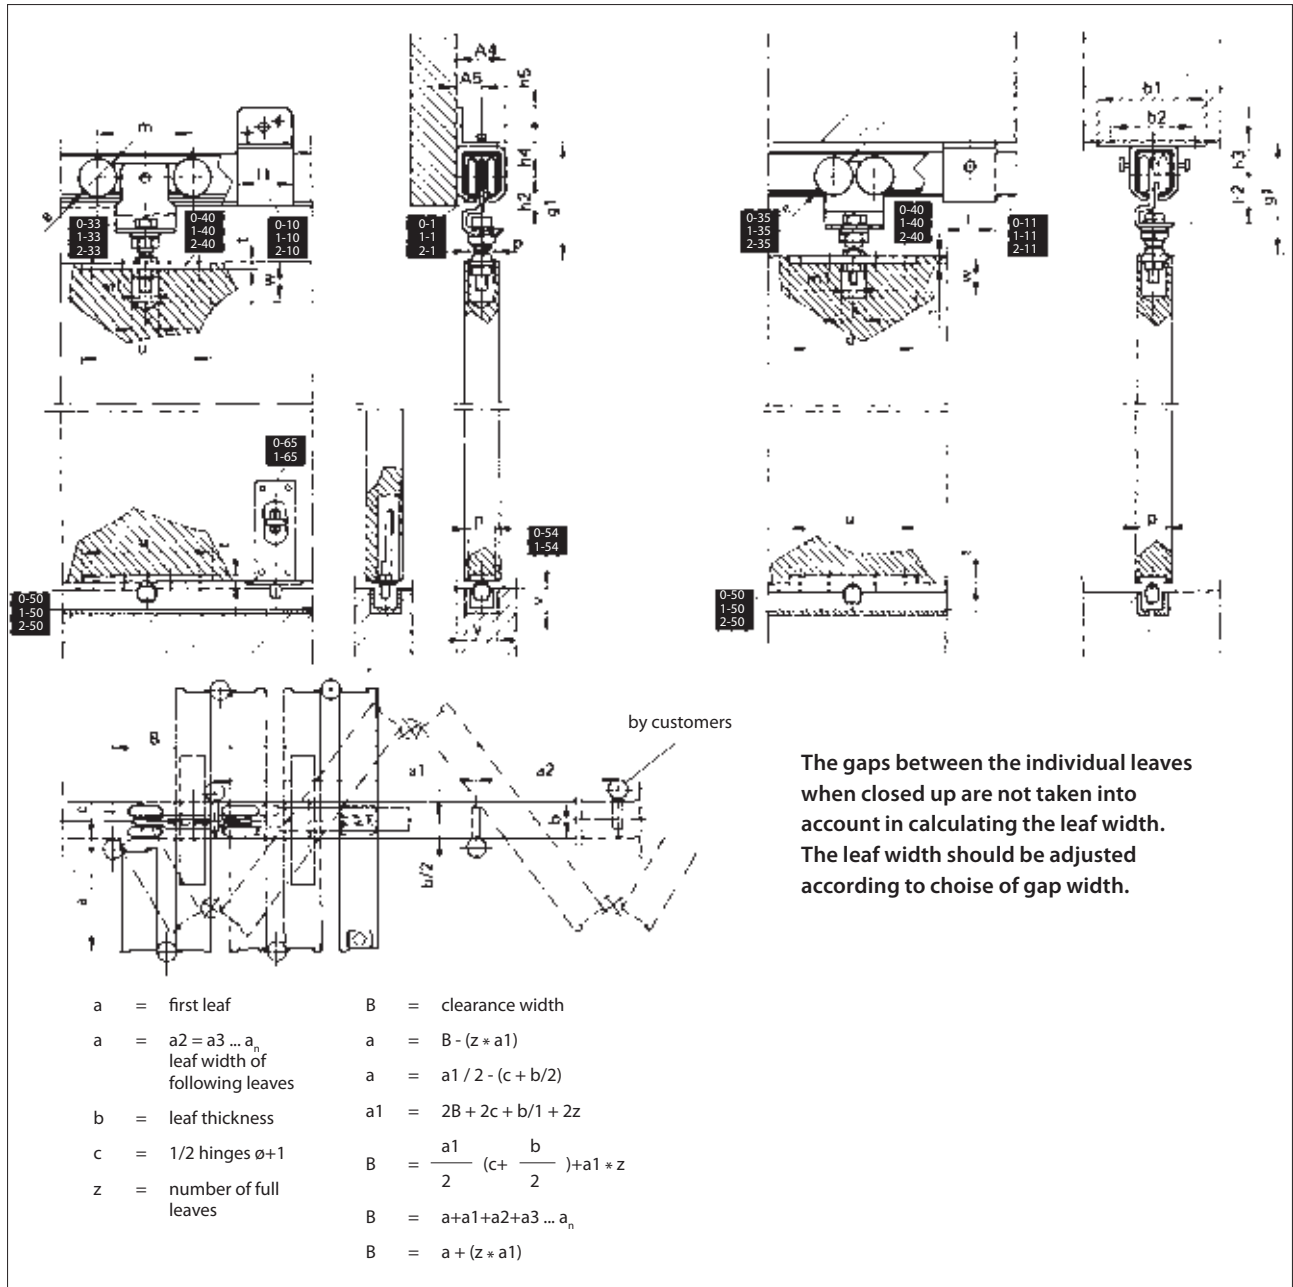 A4
A5
h5
b1
b2
m
h4
h3
h2
g1
g1
e
0-33
1-33
2-33
0-40
1-40
2-40
0-10
1-10
2-10
0-1
1-1
2-1
p
0-35
1-35
2-35
0-40
1-40
2-40
0-11
1-11
2-11
t
w
w
u
0-65
1-65
0-54
1-54
u
p
0-50
1-50
2-50
v
0-50
1-50
2-50
by customers
B
a1
a2
c
b
b/2
a
The gaps between the individual leaves
when closed up are not taken into
account in calculating the leaf width.
The leaf width should be adjusted
according to choise of gap width.
a = first leaf
a = a2 = a3 ... aₙ
leaf width of
following leaves
b = leaf thickness
c = 1/2 hinges ø+1
z = number of full
leaves
B = clearance width
a = B - (z * a1)
a = a1 / 2 - (c + b/2)
a1 = 2B + 2c + b/1 + 2z
B = a1/2 (c+ b/2 )+a1 * z
B = a+a1+a2+a3 ... aₙ
B = a + (z * a1)